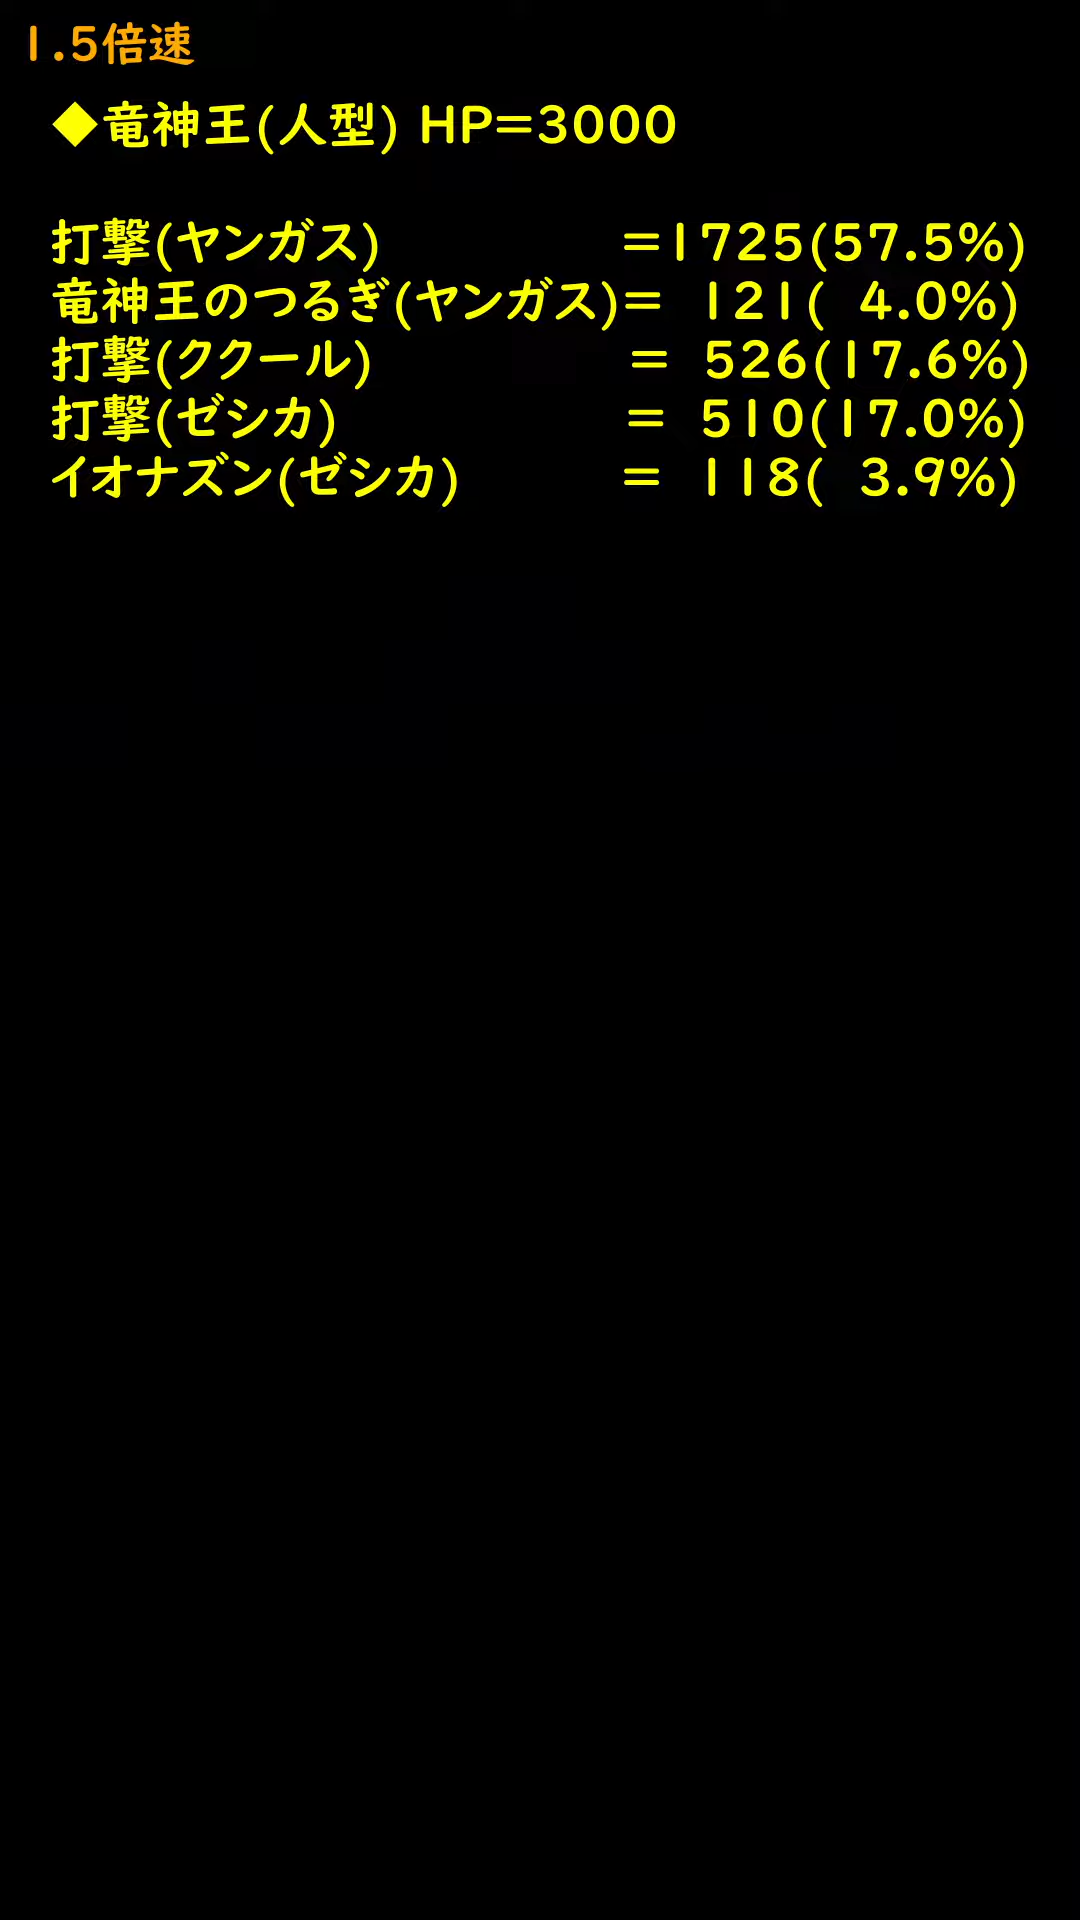 1.5倍速
◆竜神王(人型) HP=3000
打撃(ヤンガス) =1725(57.5%)
竜神王のつるぎ(ヤンガス)= 121( 4.0%)
打撃(ククール) = 526(17.6%)
打撃(ゼシカ) = 510(17.0%)
イオナズン(ゼシカ) = 118( 3.9%)